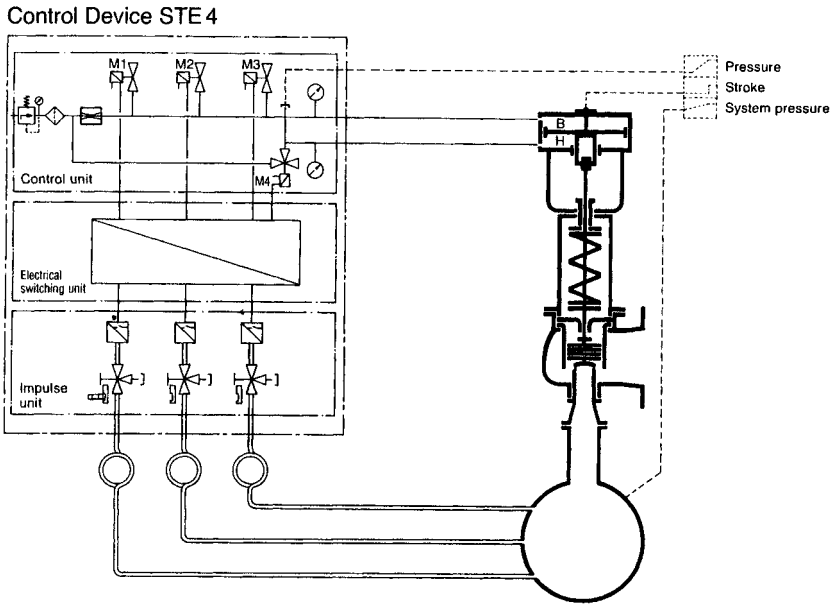 Control Device STE 4
M1 M2 M3
Pressure
Stroke
System pressure
B
H
M4
Control unit
Electrical
switching unit
Impulse
unit